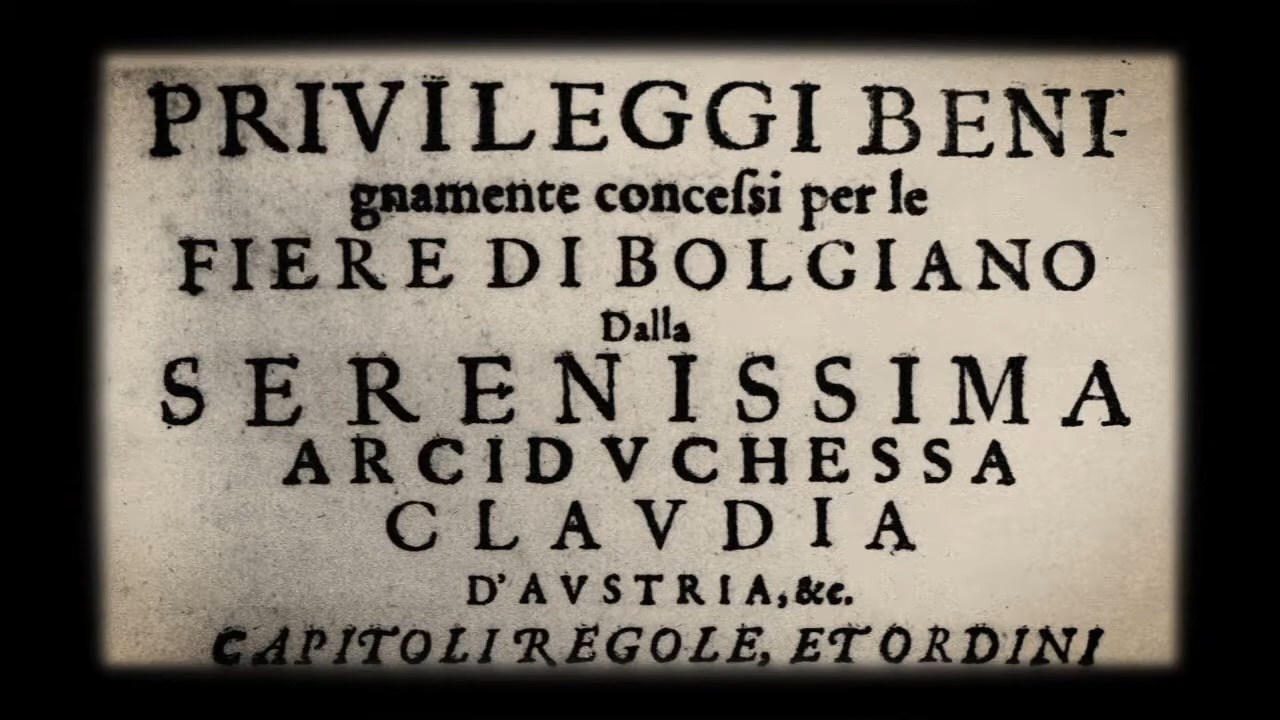 PRIVILEGGI BENI-
gnamente conceſsi per le
FIERE DI BOLGIANO
Dalla
SERENISSIMA
ARCIDVCHESSA
CLAVDIA
D'AVSTRIA, &c.
CAPITOLI REGOLE, ET ORDINI